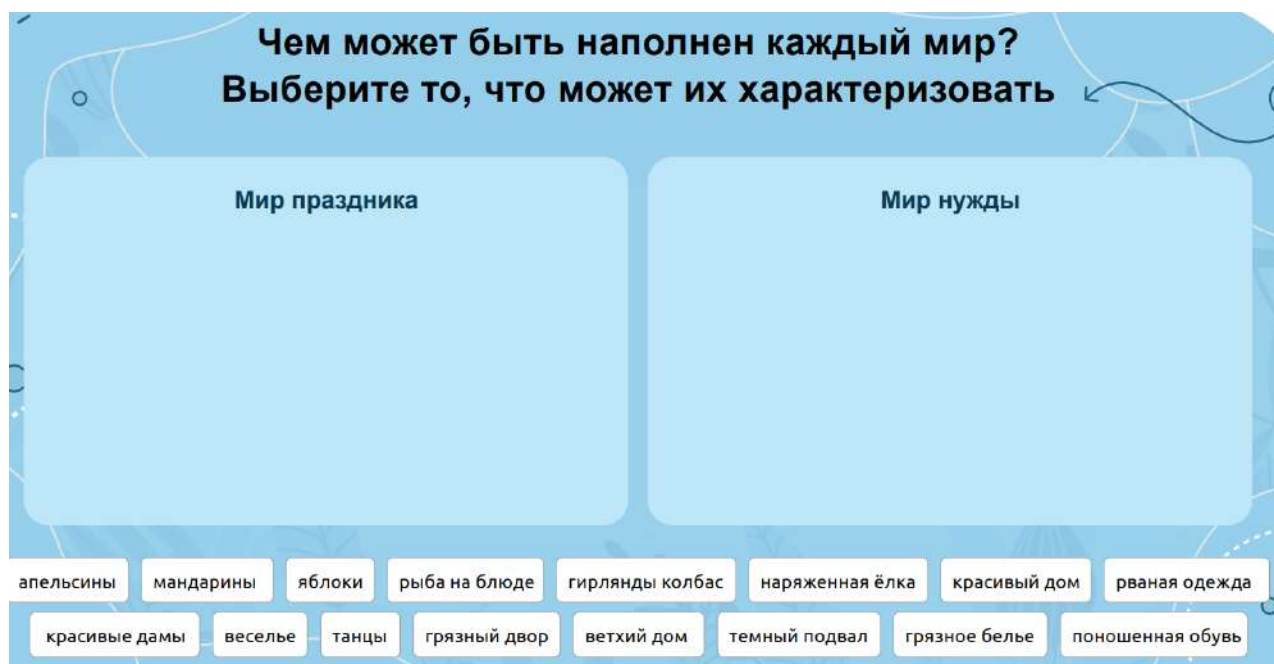 Чем может быть наполнен каждый мир?
Выберите то, что может их характеризовать
Мир праздника
Мир нужды
апельсины мандарины яблоки рыба на блюде гирлянды колбас наряженная ёлка красивый дом рваная одежда
красивые дамы веселье танцы грязный двор ветхий дом темный подвал грязное белье поношенная обувь